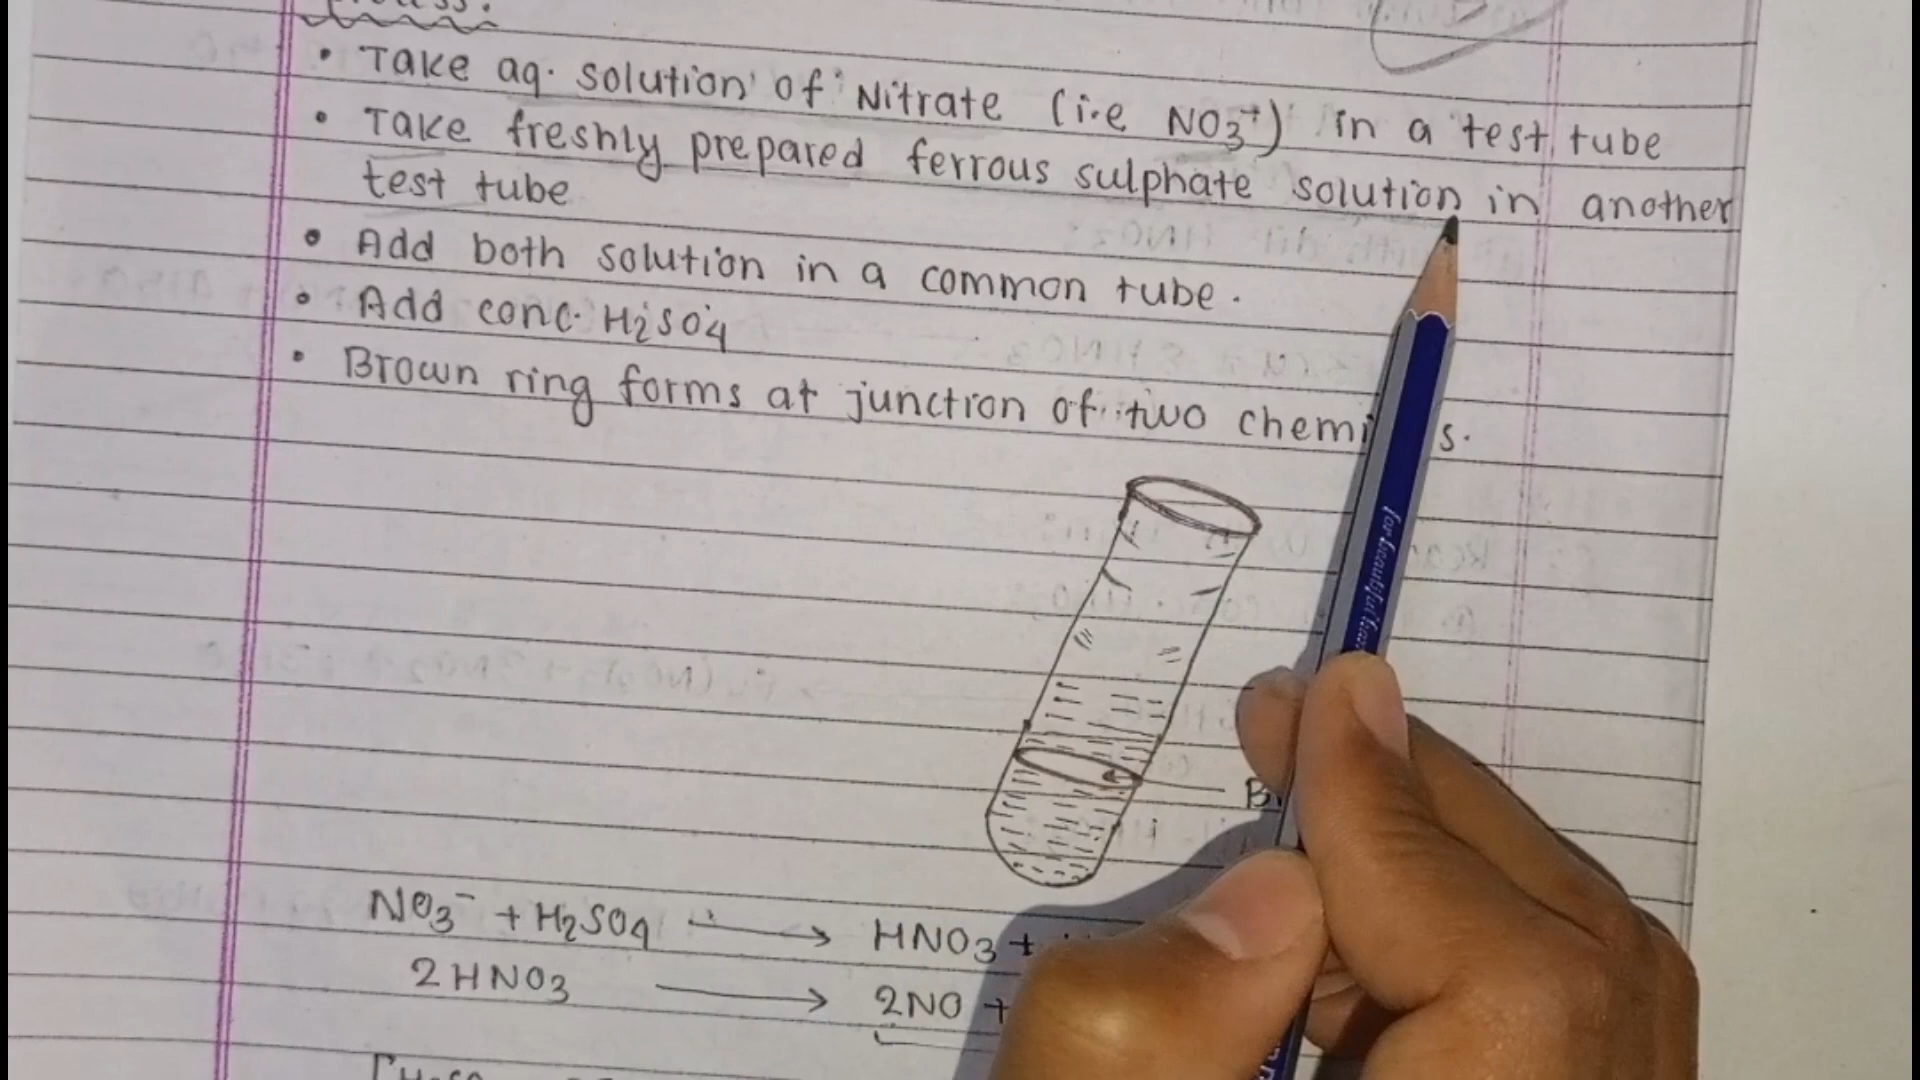 • Take aq. solution of Nitrate (i.e NO3⁺) in a test tube
• Take freshly prepared ferrous sulphate solution in another
test tube
• Add both solution in a common tube.
• Add conc. H2SO4
• Brown ring forms at junction of two chemi s.
NO3⁻ + H2SO4 → HNO3 +
2HNO3 → 2NO +
for beautiful